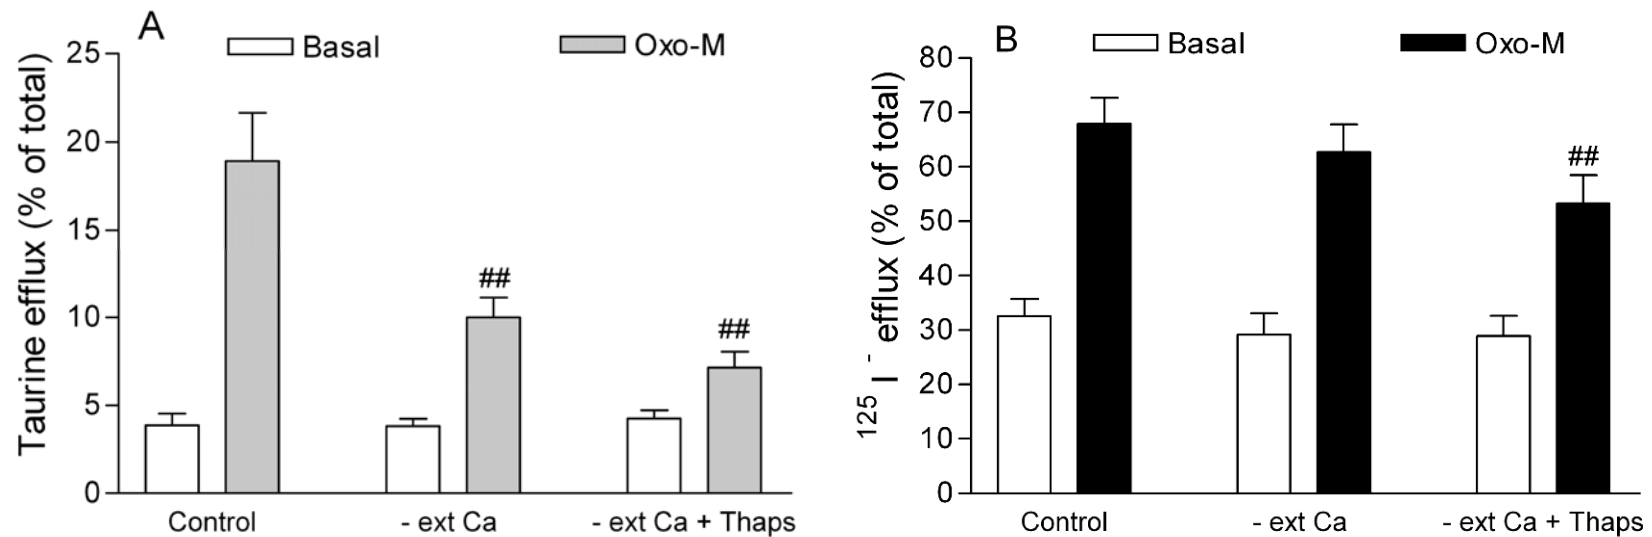 A
Basal
Oxo-M
Taurine efflux (% of total)
25
20
15
10
5
0
##
##
Control
- ext Ca
- ext Ca + Thaps
B
Basal
Oxo-M
125 I - efflux (% of total)
80
70
60
50
40
30
20
10
0
##
Control
- ext Ca
- ext Ca + Thaps